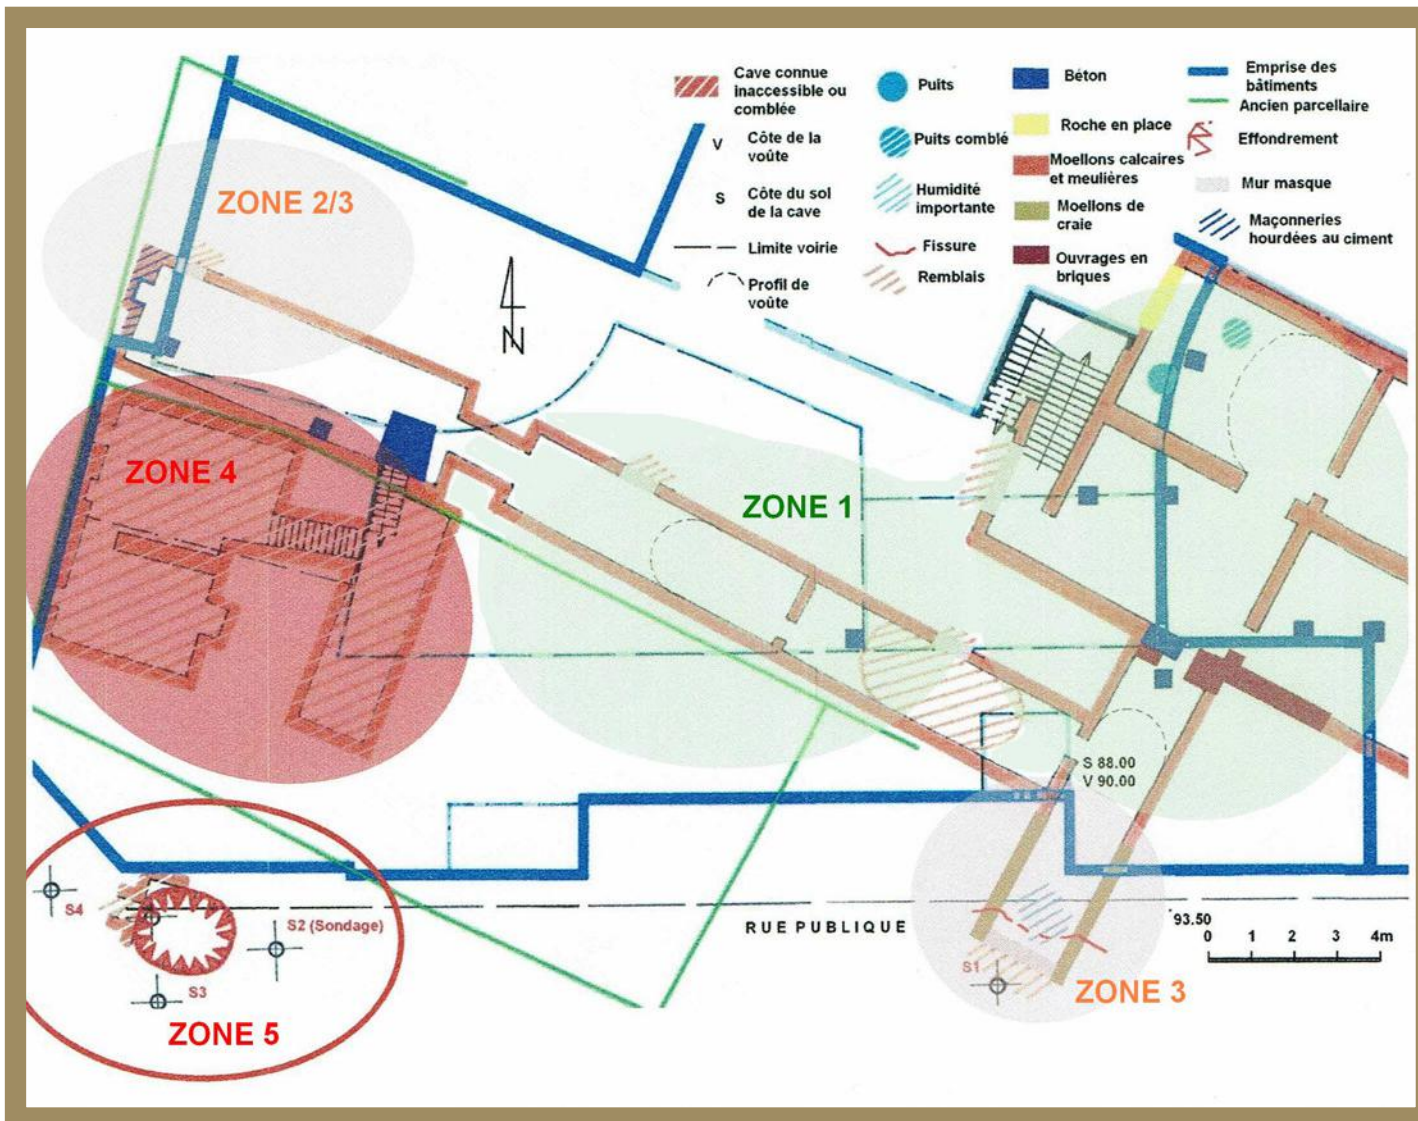 Cave connue
inaccessible ou
comblée
V
Côte de la
voûte
S
Côte du sol
de la cave
Limite voirie
Profil de
voûte
Puits
Puits comblé
Humidité
importante
Fissure
Remblais
Béton
Roche en place
Moellons calcaires
et meulières
Moellons de
craie
Ouvrages en
briques
Emprise des
bâtiments
Ancien parcellaire
Effondrement
Mur masque
Maçonneries
hourdées au ciment
ZONE 2/3
N
ZONE 4
ZONE 1
S 88.00
V 90.00
S4
S2 (Sondage)
S3
ZONE 5
RUE PUBLIQUE
93.50
0 1 2 3 4m
S1
ZONE 3